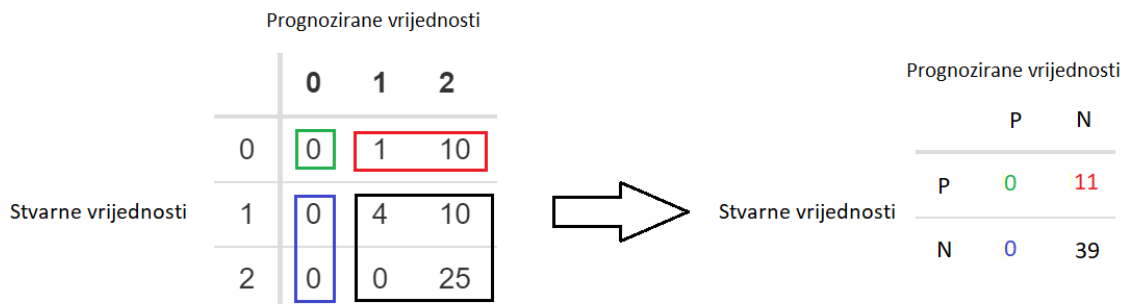 Prognozirane vrijednosti
0 1 2
0 0 1 10
Stvarne vrijednosti 1 0 4 10
2 0 0 25
Prognozirane vrijednosti
P N
P 0 11
Stvarne vrijednosti
N 0 39